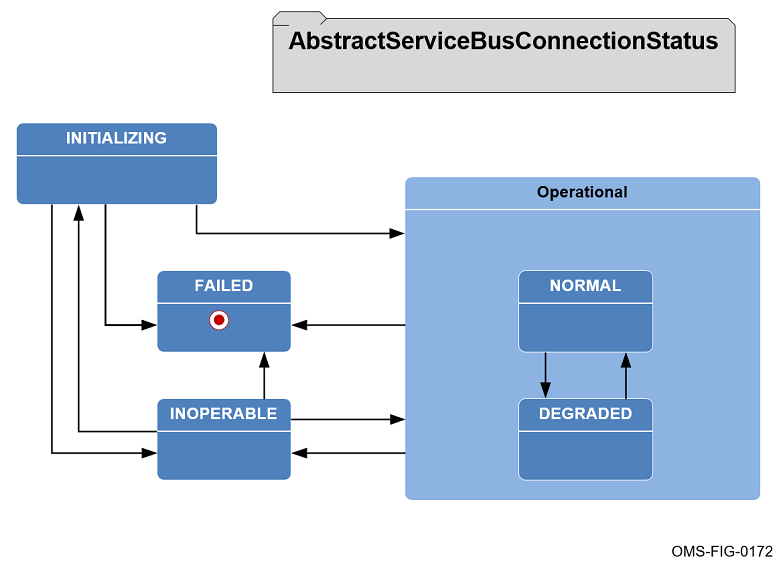 AbstractServiceBusConnectionStatus
INITIALIZING
Operational
FAILED
NORMAL
INOPERABLE
DEGRADED
OMS-FIG-0172